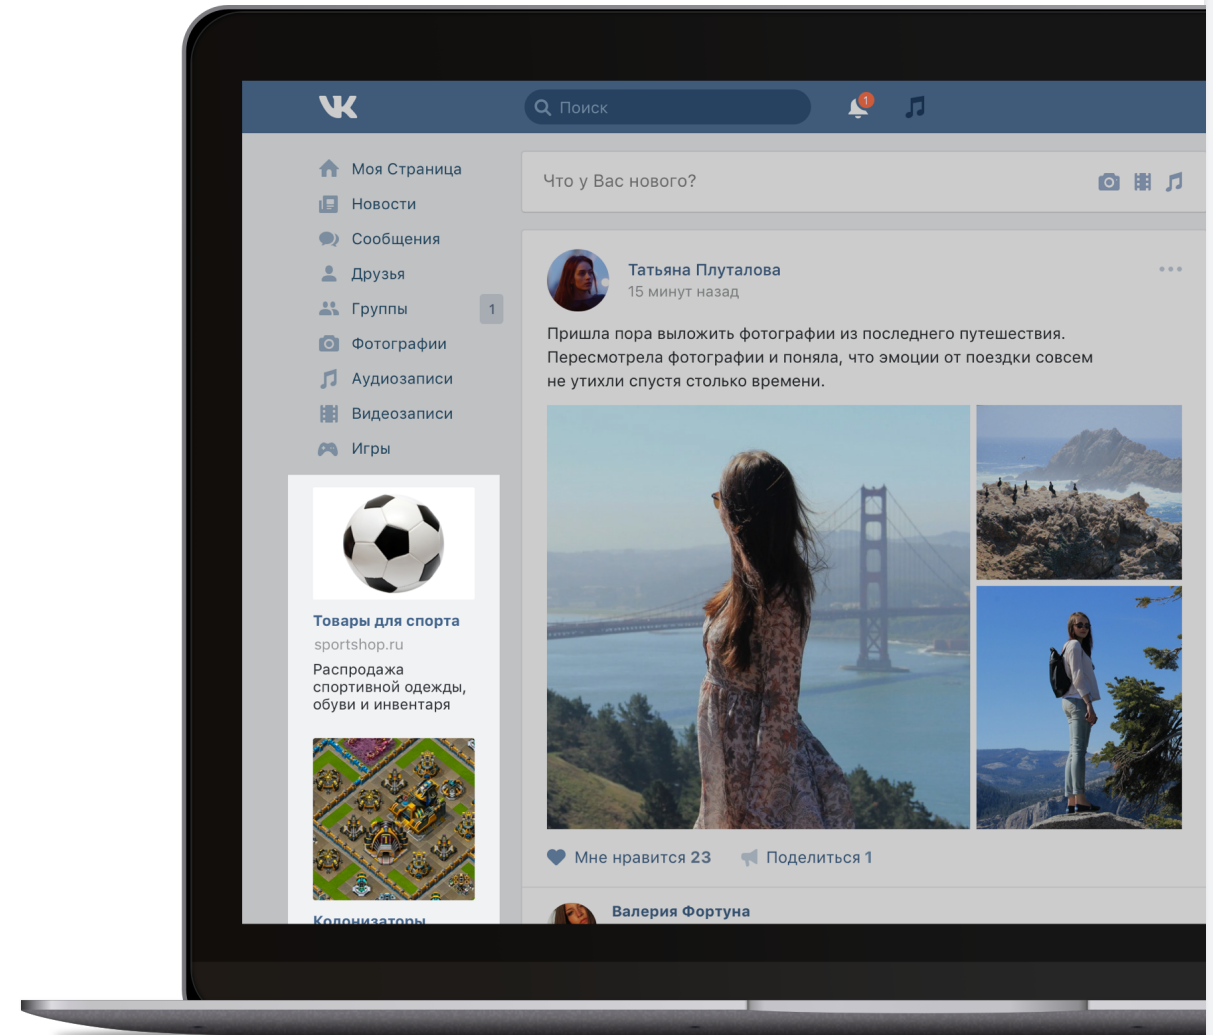 VK
Поиск
1
Моя Страница
Новости
Сообщения
Друзья
Группы
1
Фотографии
Аудиозаписи
Видеозаписи
Игры
Товары для спорта
sportshop.ru
Распродажа
спортивной одежды,
обуви и инвентаря
Колонизаторы
Что у Вас нового?
Татьяна Плуталова
15 минут назад
Пришла пора выложить фотографии из последнего путешествия.
Пересмотрела фотографии и поняла, что эмоции от поездки совсем
не утихли спустя столько времени.
Мне нравится 23
Поделиться 1
Валерия Фортуна